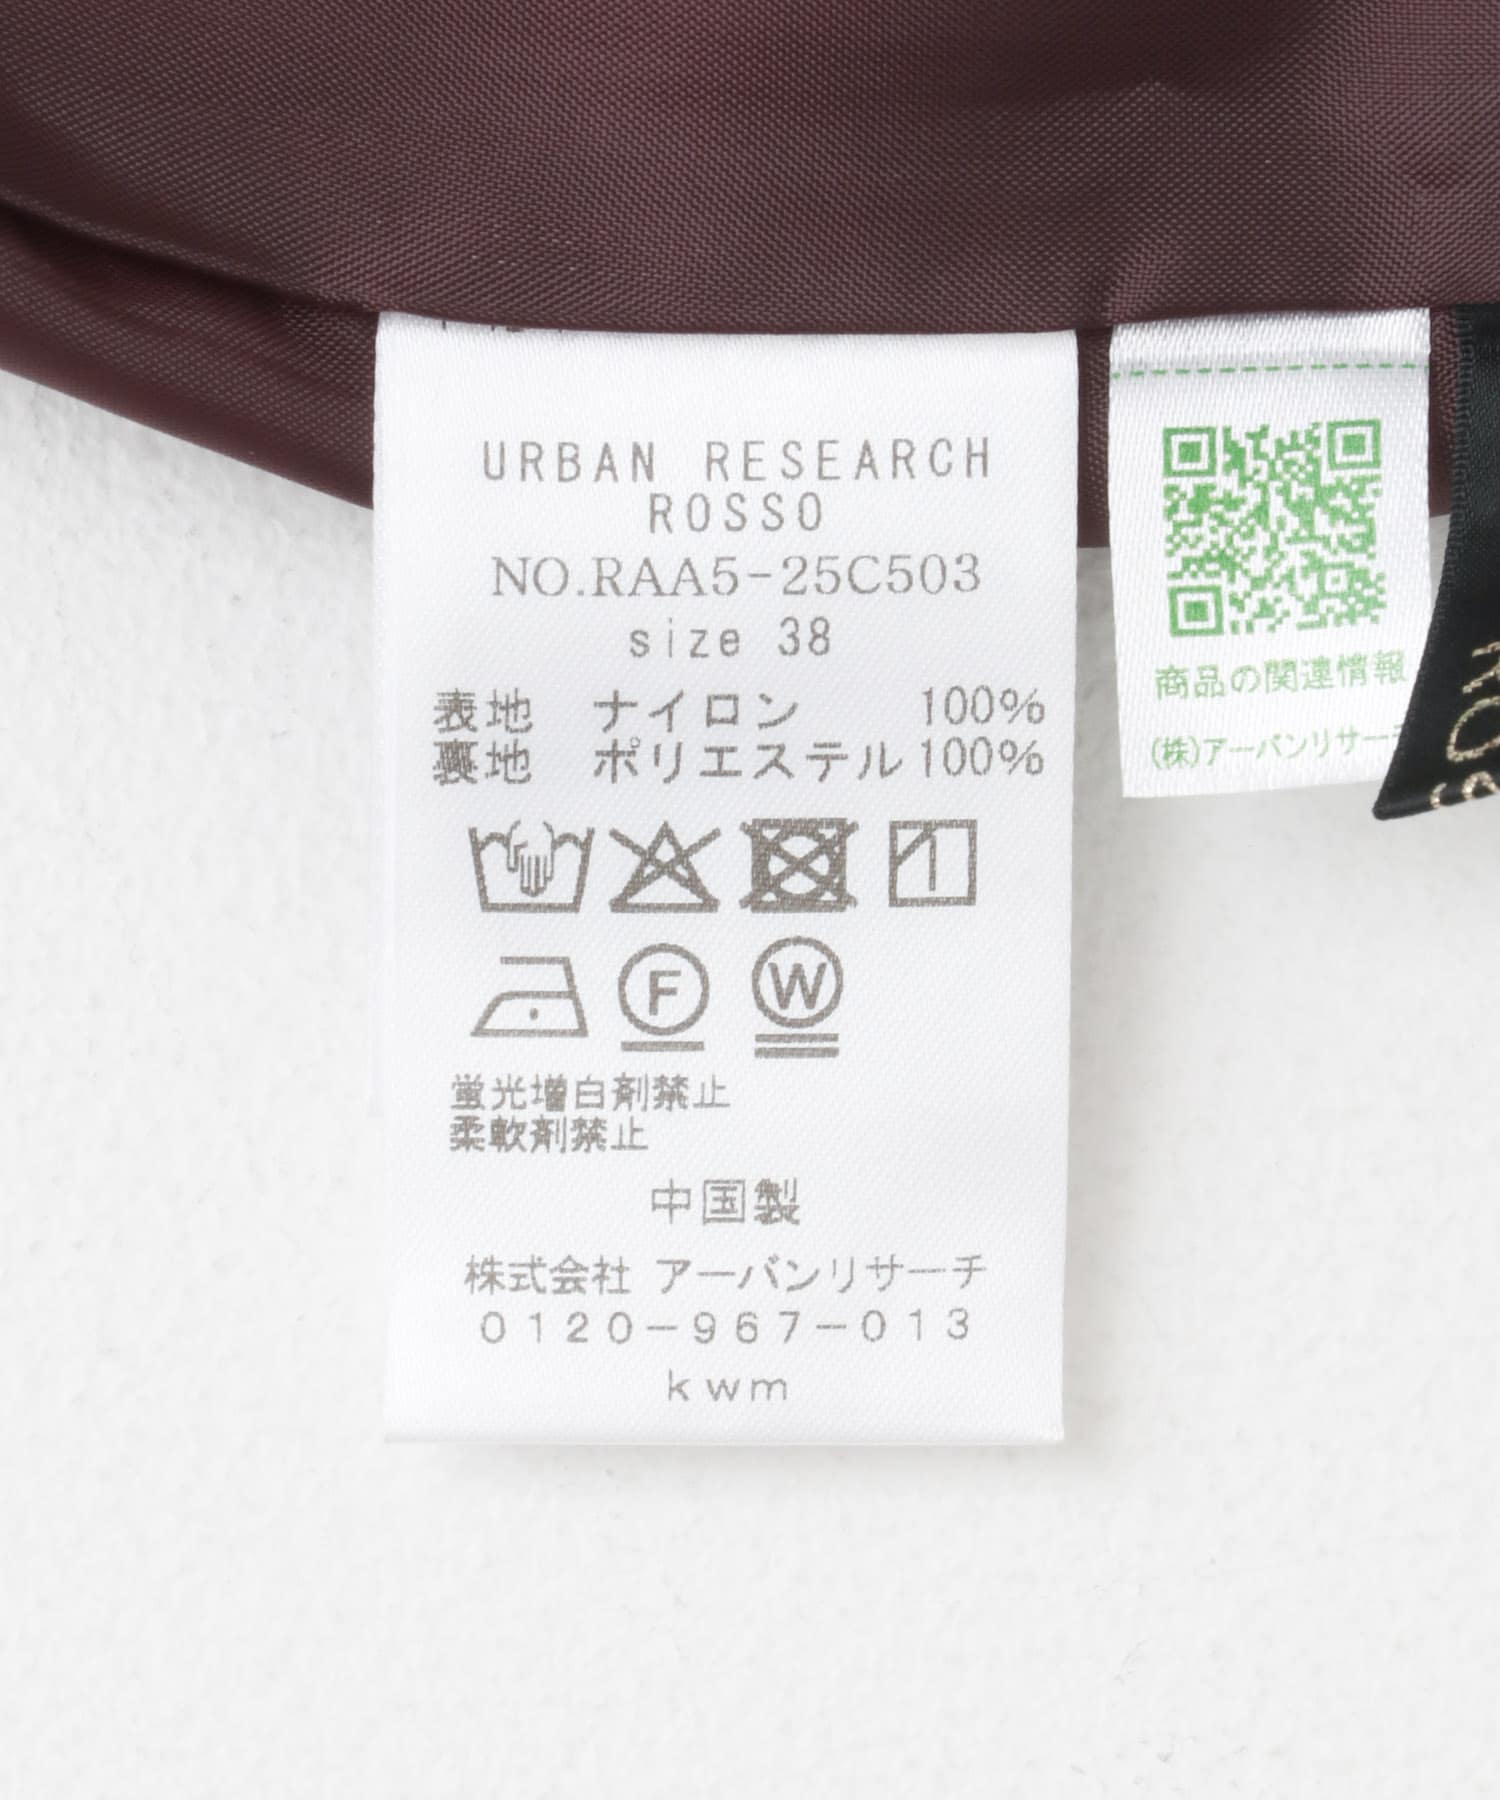 URBAN RESEARCH
ROSSO
NO.RAA5-25C503
size 38
表地 ナイロン 100%
裏地 ポリエステル 100%
F
W
蛍光増白剤禁止
柔軟剤禁止
中国製
株式会社 アーバンリサーチ
0120-967-013
kwm
商品の関連情報
(株)アーバンリサーチ